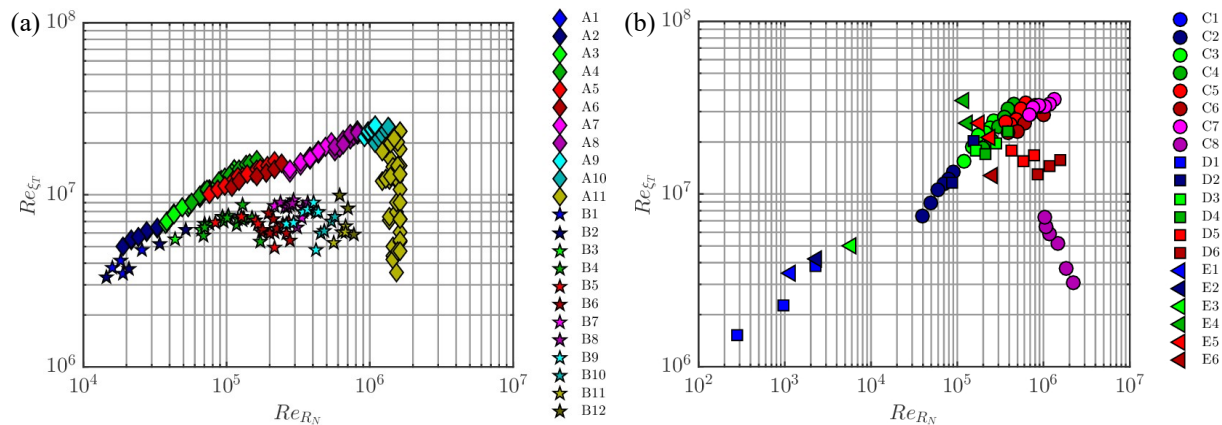 (a)
10^8
10^7
10^6
Re_{ξ_T}
10^4
10^5
10^6
10^7
Re_{R_N}
A1
A2
A3
A4
A5
A6
A7
A8
A9
A10
A11
B1
B2
B3
B4
B5
B6
B7
B8
B9
B10
B11
B12
(b)
10^8
10^7
10^6
Re_{ξ_T}
10^2
10^3
10^4
10^5
10^6
10^7
Re_{R_N}
C1
C2
C3
C4
C5
C6
C7
C8
D1
D2
D3
D4
D5
D6
E1
E2
E3
E4
E5
E6